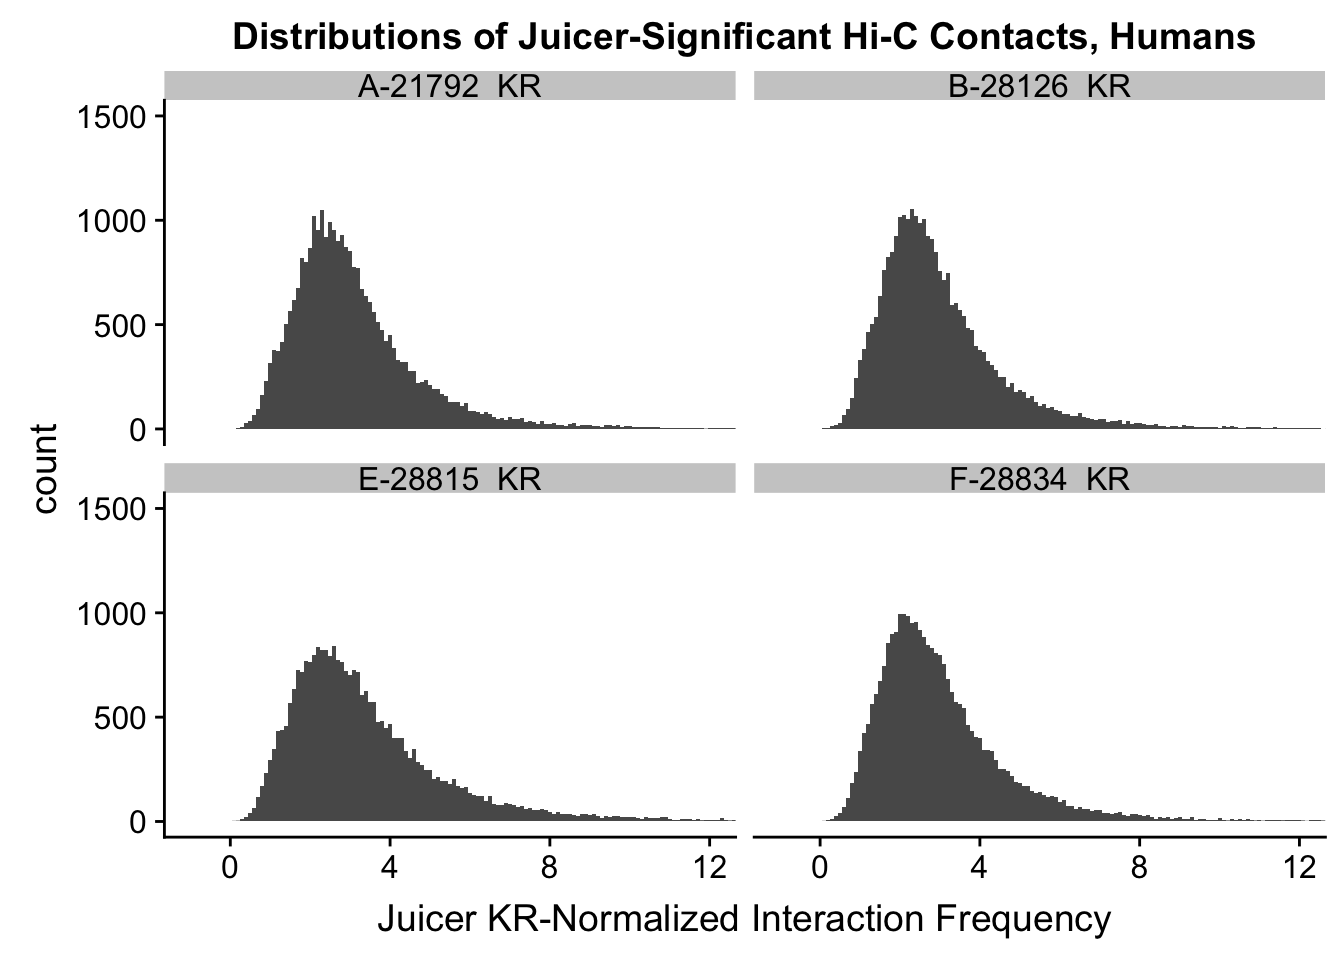 Distributions of Juicer-Significant Hi-C Contacts, Humans
A-21792  KR
B-28126  KR
1500
1000
500
0
count
E-28815  KR
F-28834  KR
1500
1000
500
0
0 4 8 12
0 4 8 12
Juicer KR-Normalized Interaction Frequency